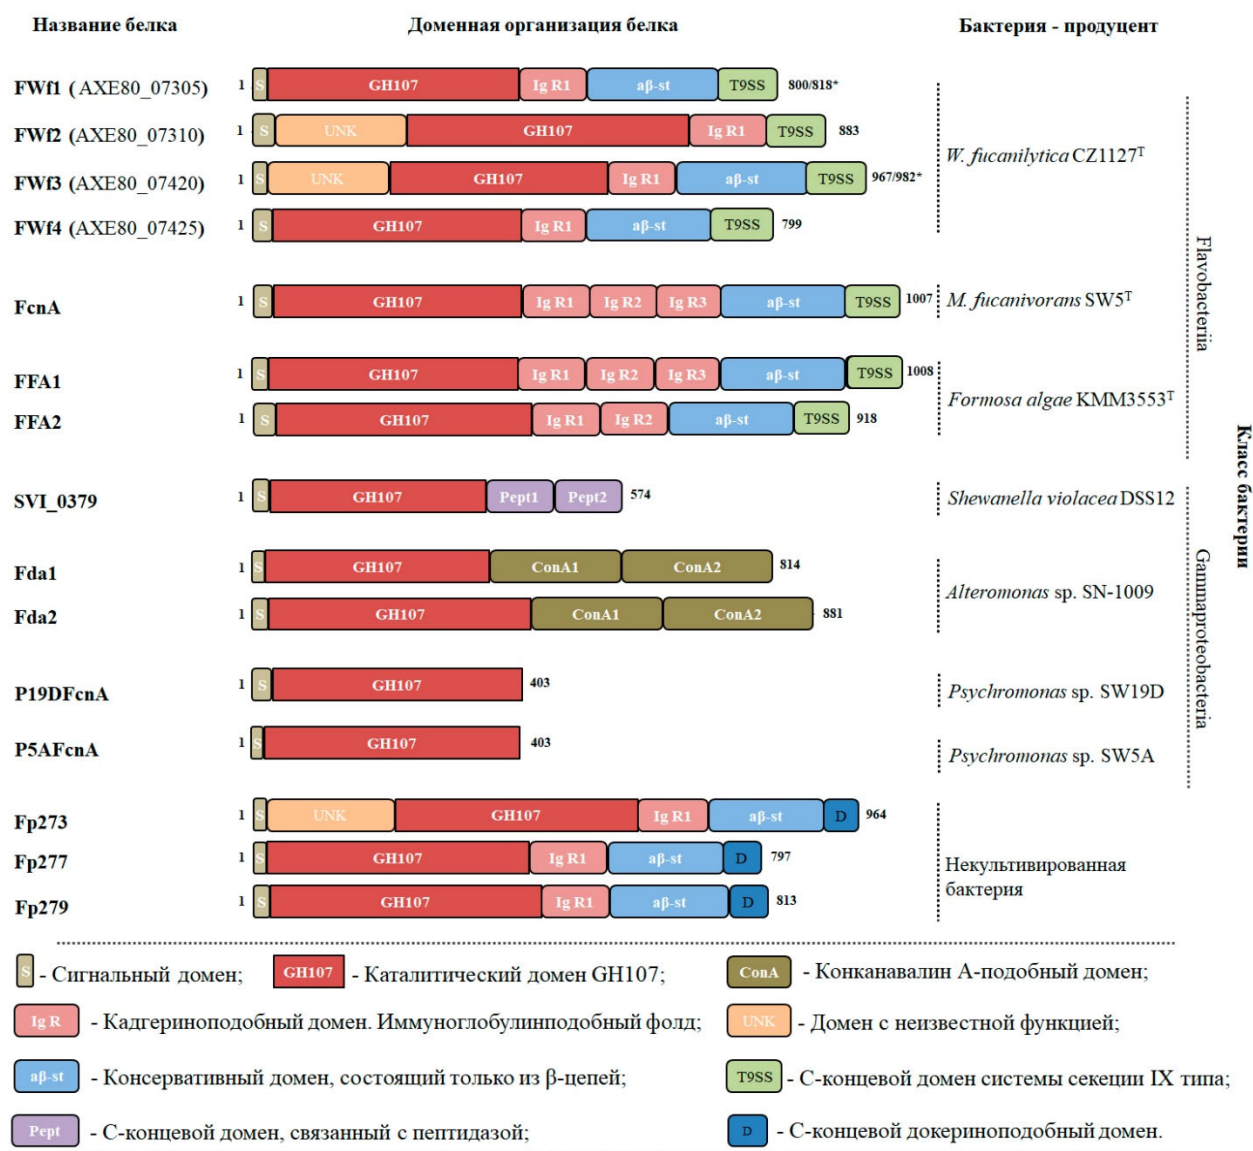 Название белка Доменная организация белка Бактерия - продуцент
FWf1 (AXE80_07305) 1 S GH107 Ig R1 aβ-st T9SS 800/818*
FWf2 (AXE80_07310) 1 S UNK GH107 Ig R1 T9SS 883
W. fucanilytica CZ1127ᵀ
FWf3 (AXE80_07420) 1 S UNK GH107 Ig R1 aβ-st T9SS 967/982*
FWf4 (AXE80_07425) 1 S GH107 Ig R1 aβ-st T9SS 799
Flavobacteriia
FcnA 1 S GH107 Ig R1 Ig R2 Ig R3 aβ-st T9SS 1007 M. fucanivorans SW5ᵀ
FFA1 1 S GH107 Ig R1 Ig R2 Ig R3 aβ-st T9SS 1008
Formosa algae KMM3553ᵀ
FFA2 1 S GH107 Ig R1 Ig R2 aβ-st T9SS 918
Класс бактерии
SVI_0379 1 S GH107 Pept1 Pept2 574 Shewanella violacea DSS12
Fda1 1 S GH107 ConA1 ConA2 814
Alteromonas sp. SN-1009
Fda2 1 S GH107 ConA1 ConA2 881
Gammaproteobacteria
P19DFcnA 1 S GH107 403 Psychromonas sp. SW19D
P5AFcnA 1 S GH107 403 Psychromonas sp. SW5A
Fp273 1 S UNK GH107 Ig R1 aβ-st D 964
Fp277 1 S GH107 Ig R1 aβ-st D 797
Некультивированная
бактерия
Fp279 1 S GH107 Ig R1 aβ-st D 813
S - Сигнальный домен; GH107 - Каталитический домен GH107; ConA - Конканавалин А-подобный домен;
Ig R - Кадгериноподобный домен. Иммуноглобулинподобный фолд; UNK - Домен с неизвестной функцией;
aβ-st - Консервативный домен, состоящий только из β-цепей; T9SS - С-концевой домен системы секеции IX типа;
Pept - С-концевой домен, связанный с пептидазой; D - С-концевой докериноподобный домен.